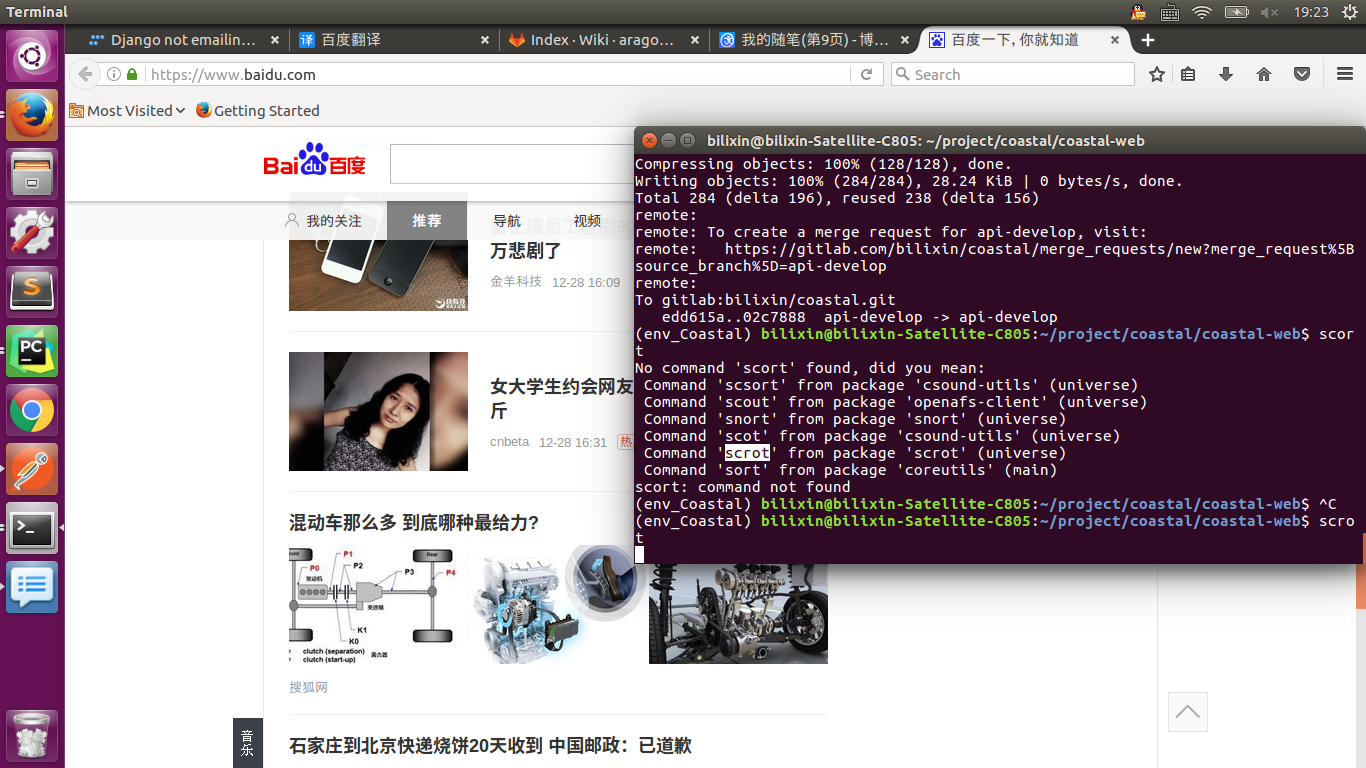 Terminal
19:23
Django not emailin…
百度翻译
Index · Wiki · arago…
我的随笔(第9页) - 博…
百度一下, 你就知道
https://www.baidu.com
Search
Most Visited
Getting Started
Bai du 百度
我的关注
推荐
导航
视频
万悲剧了
金羊科技 12-28 16:09
女大学生约会网友
斤
cnbeta 12-28 16:31 热
混动车那么多 到底哪种最给力?
Front
Rear
P0
P1
P2
P3
P4
发动机
变速箱
K1
K0
clutch (separation)
clutch (start-up)
离合器
搜狐网
石家庄到北京快递烧饼20天收到 中国邮政：已道歉
音乐
bilixin@bilixin-Satellite-C805: ~/project/coastal/coastal-web
Compressing objects: 100% (128/128), done.
Writing objects: 100% (284/284), 28.24 KiB | 0 bytes/s, done.
Total 284 (delta 196), reused 238 (delta 156)
remote:
remote: To create a merge request for api-develop, visit:
remote:   https://gitlab.com/bilixin/coastal/merge_requests/new?merge_request%5B
source_branch%5D=api-develop
remote:
To gitlab:bilixin/coastal.git
   edd615a..02c7888  api-develop -> api-develop
(env_Coastal) bilixin@bilixin-Satellite-C805:~/project/coastal/coastal-web$ scor
t
No command 'scort' found, did you mean:
 Command 'scsort' from package 'csound-utils' (universe)
 Command 'scout' from package 'openafs-client' (universe)
 Command 'snort' from package 'snort' (universe)
 Command 'scot' from package 'csound-utils' (universe)
 Command 'scrot' from package 'scrot' (universe)
 Command 'sort' from package 'coreutils' (main)
scort: command not found
(env_Coastal) bilixin@bilixin-Satellite-C805:~/project/coastal/coastal-web$ ^C
(env_Coastal) bilixin@bilixin-Satellite-C805:~/project/coastal/coastal-web$ scro
t